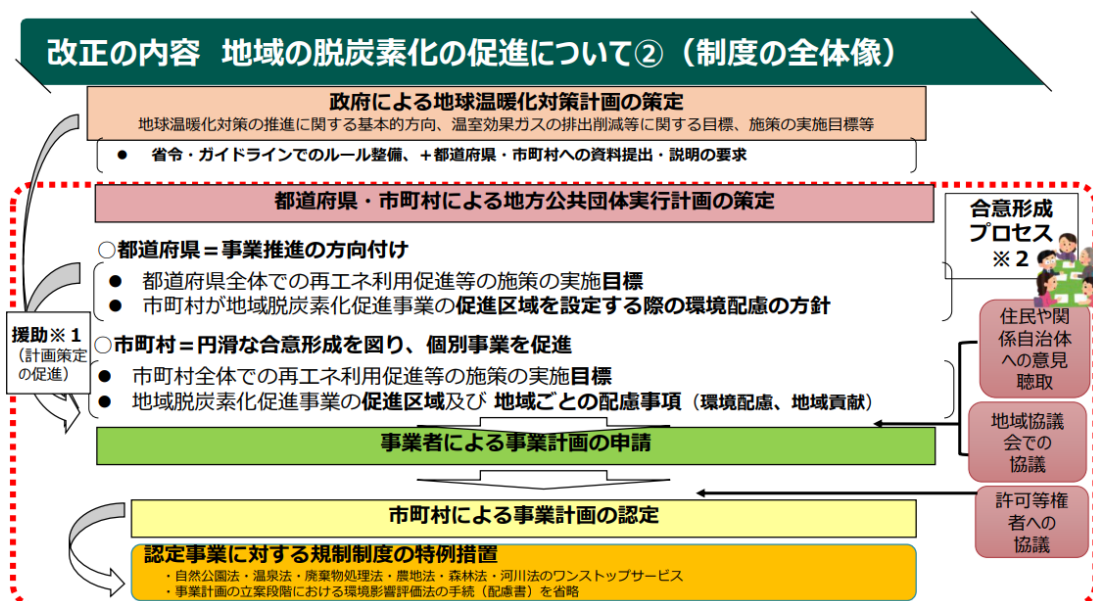 改正の内容 地域の脱炭素化の促進について②（制度の全体像）
政府による地球温暖化対策計画の策定
地球温暖化対策の推進に関する基本的方向、温室効果ガスの排出削減等に関する目標、施策の実施目標等
● 省令・ガイドラインでのルール整備、＋都道府県・市町村への資料提出・説明の要求
都道府県・市町村による地方公共団体実行計画の策定
合意形成
プロセス
※２
○都道府県＝事業推進の方向付け
● 都道府県全体での再エネ利用促進等の施策の実施目標
● 市町村が地域脱炭素化促進事業の促進区域を設定する際の環境配慮の方針
援助※１
（計画策定
の促進）
○市町村＝円滑な合意形成を図り、個別事業を促進
● 市町村全体での再エネ利用促進等の施策の実施目標
● 地域脱炭素化促進事業の促進区域及び 地域ごとの配慮事項（環境配慮、地域貢献）
住民や関
係自治体
への意見
聴取
事業者による事業計画の申請
地域協議
会での
協議
市町村による事業計画の認定
許可等権
者への
協議
認定事業に対する規制制度の特例措置
・自然公園法・温泉法・廃棄物処理法・農地法・森林法・河川法のワンストップサービス
・事業計画の立案段階における環境影響評価法の手続（配慮書）を省略